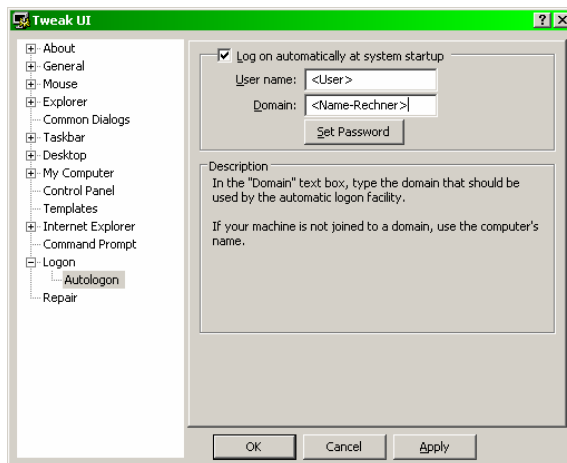 Tweak UI
About
General
Mouse
Explorer
Common Dialogs
Taskbar
Desktop
My Computer
Control Panel
Templates
Internet Explorer
Command Prompt
Logon
Autologon
Repair
Log on automatically at system startup
User name: <User>
Domain: <Name-Rechner>
Set Password
Description
In the "Domain" text box, type the domain that should be
used by the automatic logon facility.
If your machine is not joined to a domain, use the computer's
name.
OK Cancel Apply